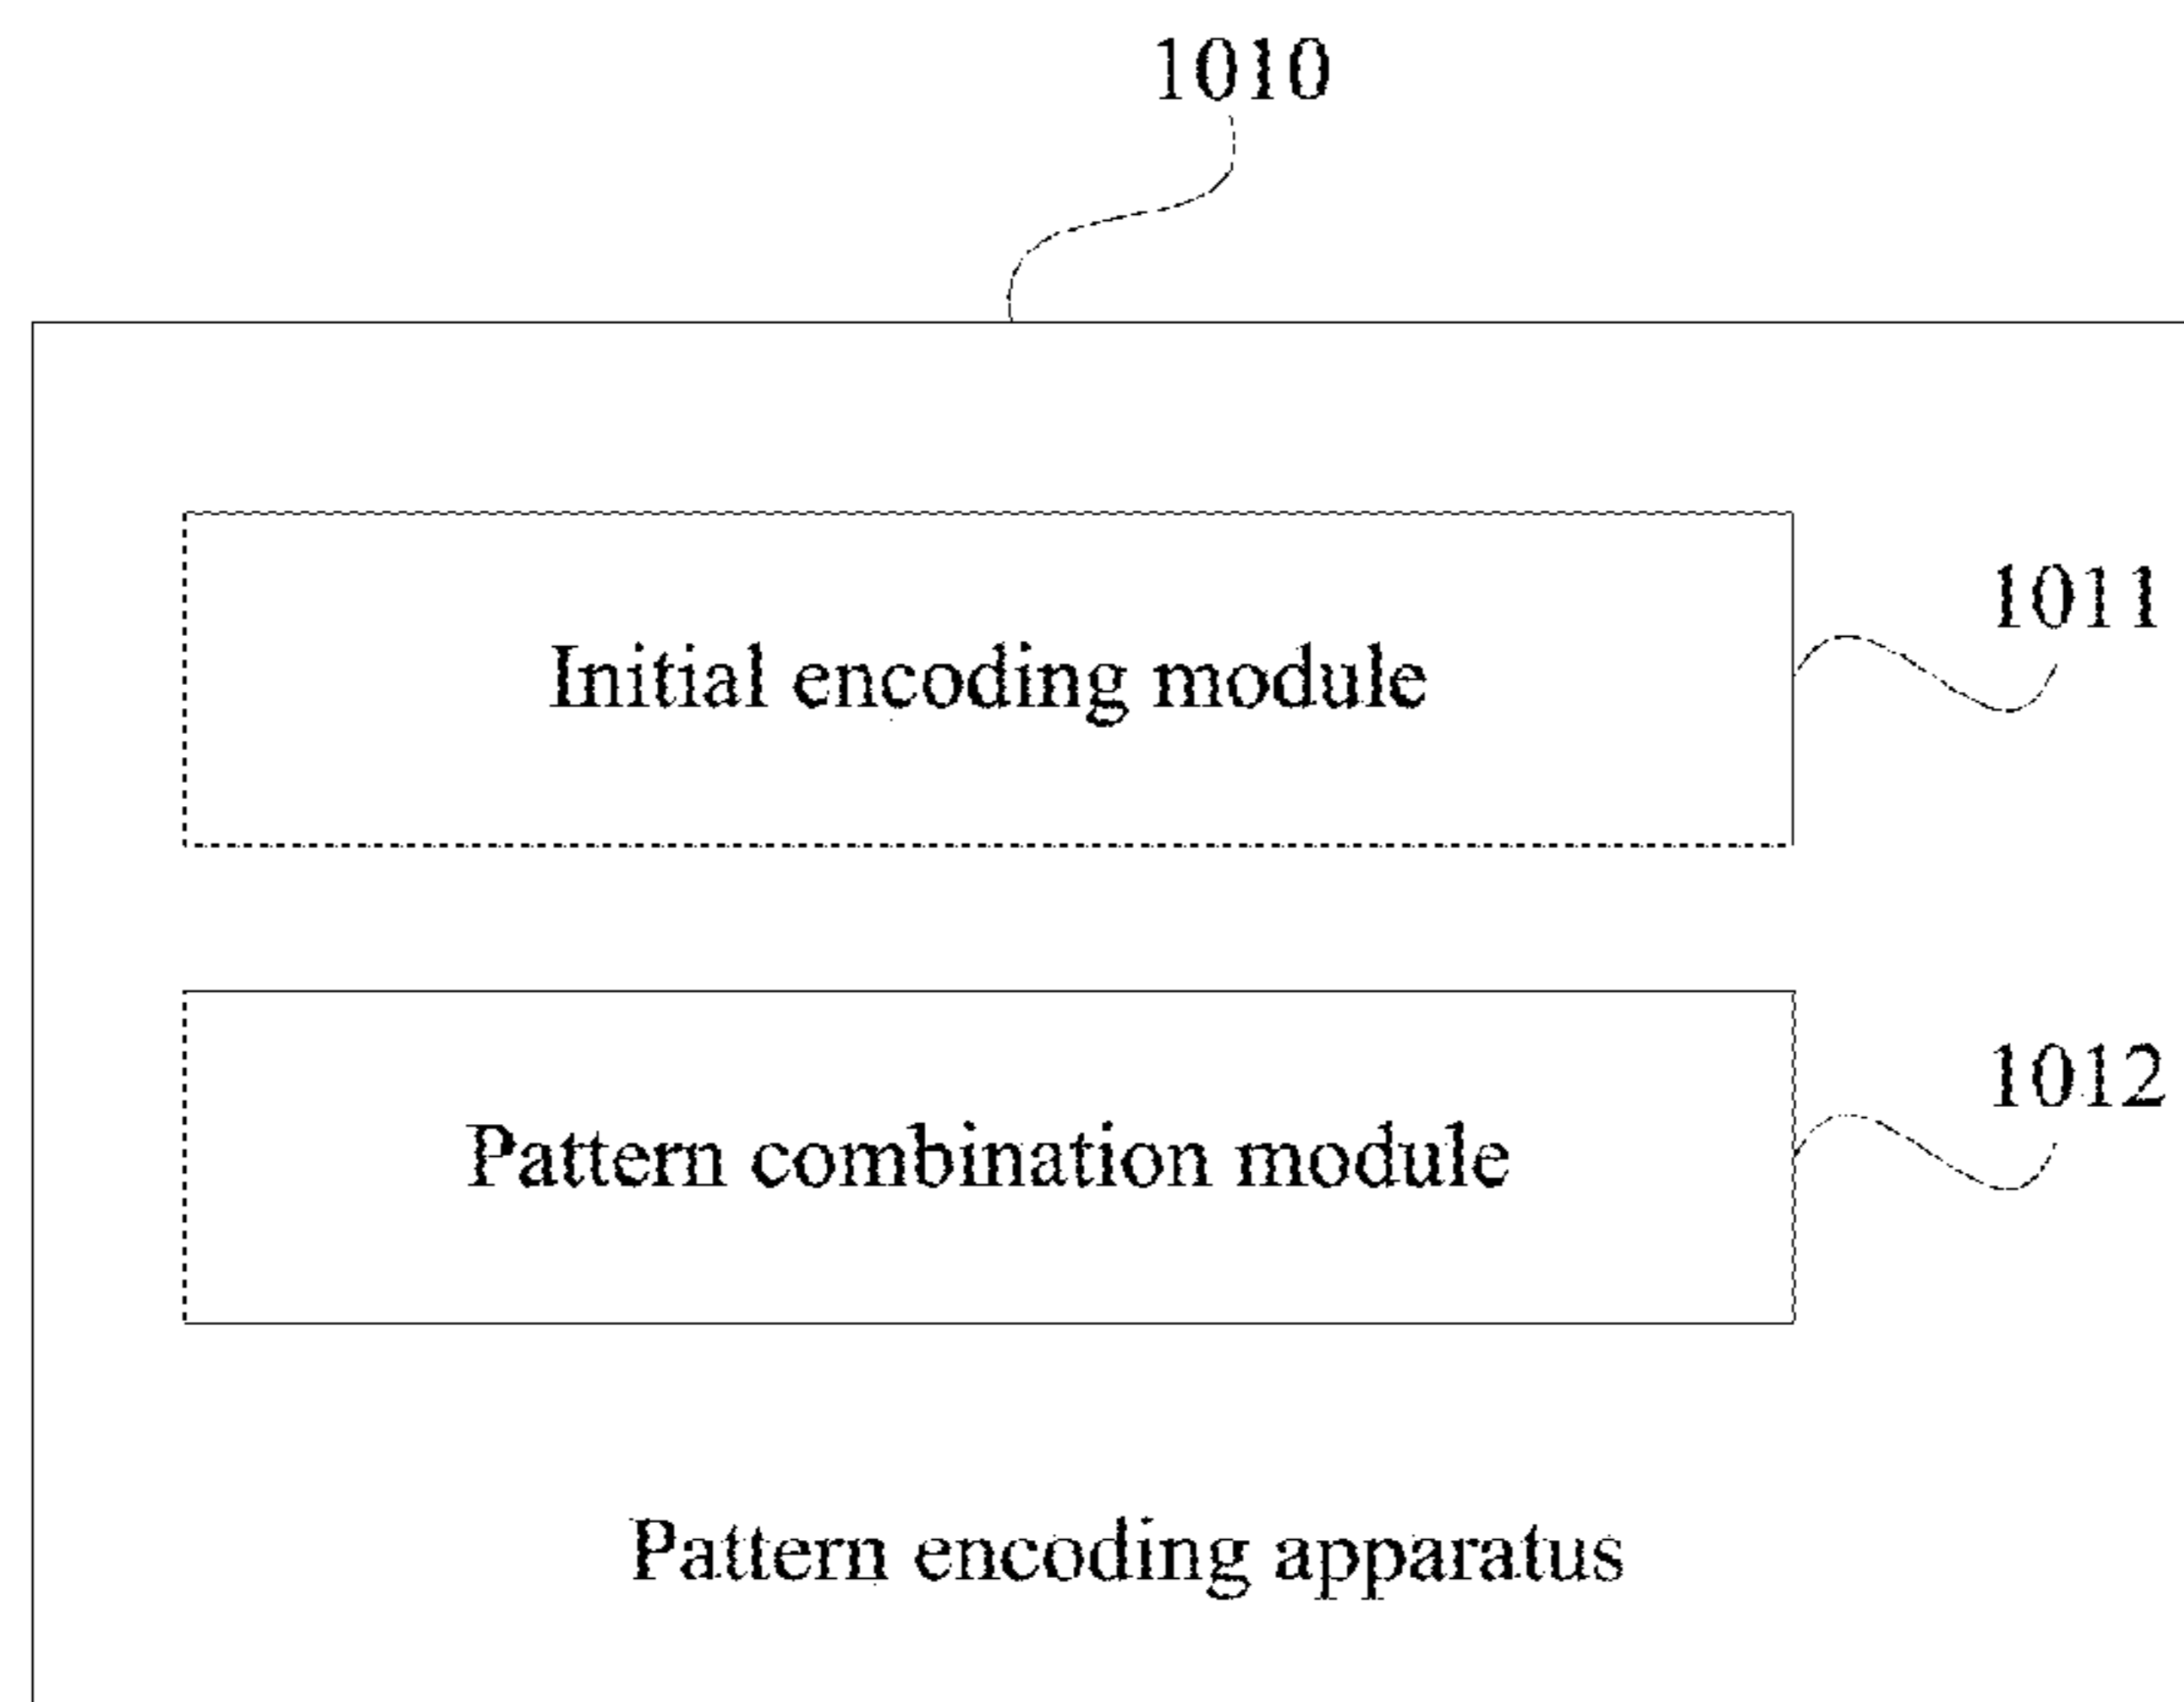 1010
1011
Initial encoding module
1012
Pattern combination module
Pattern encoding apparatus